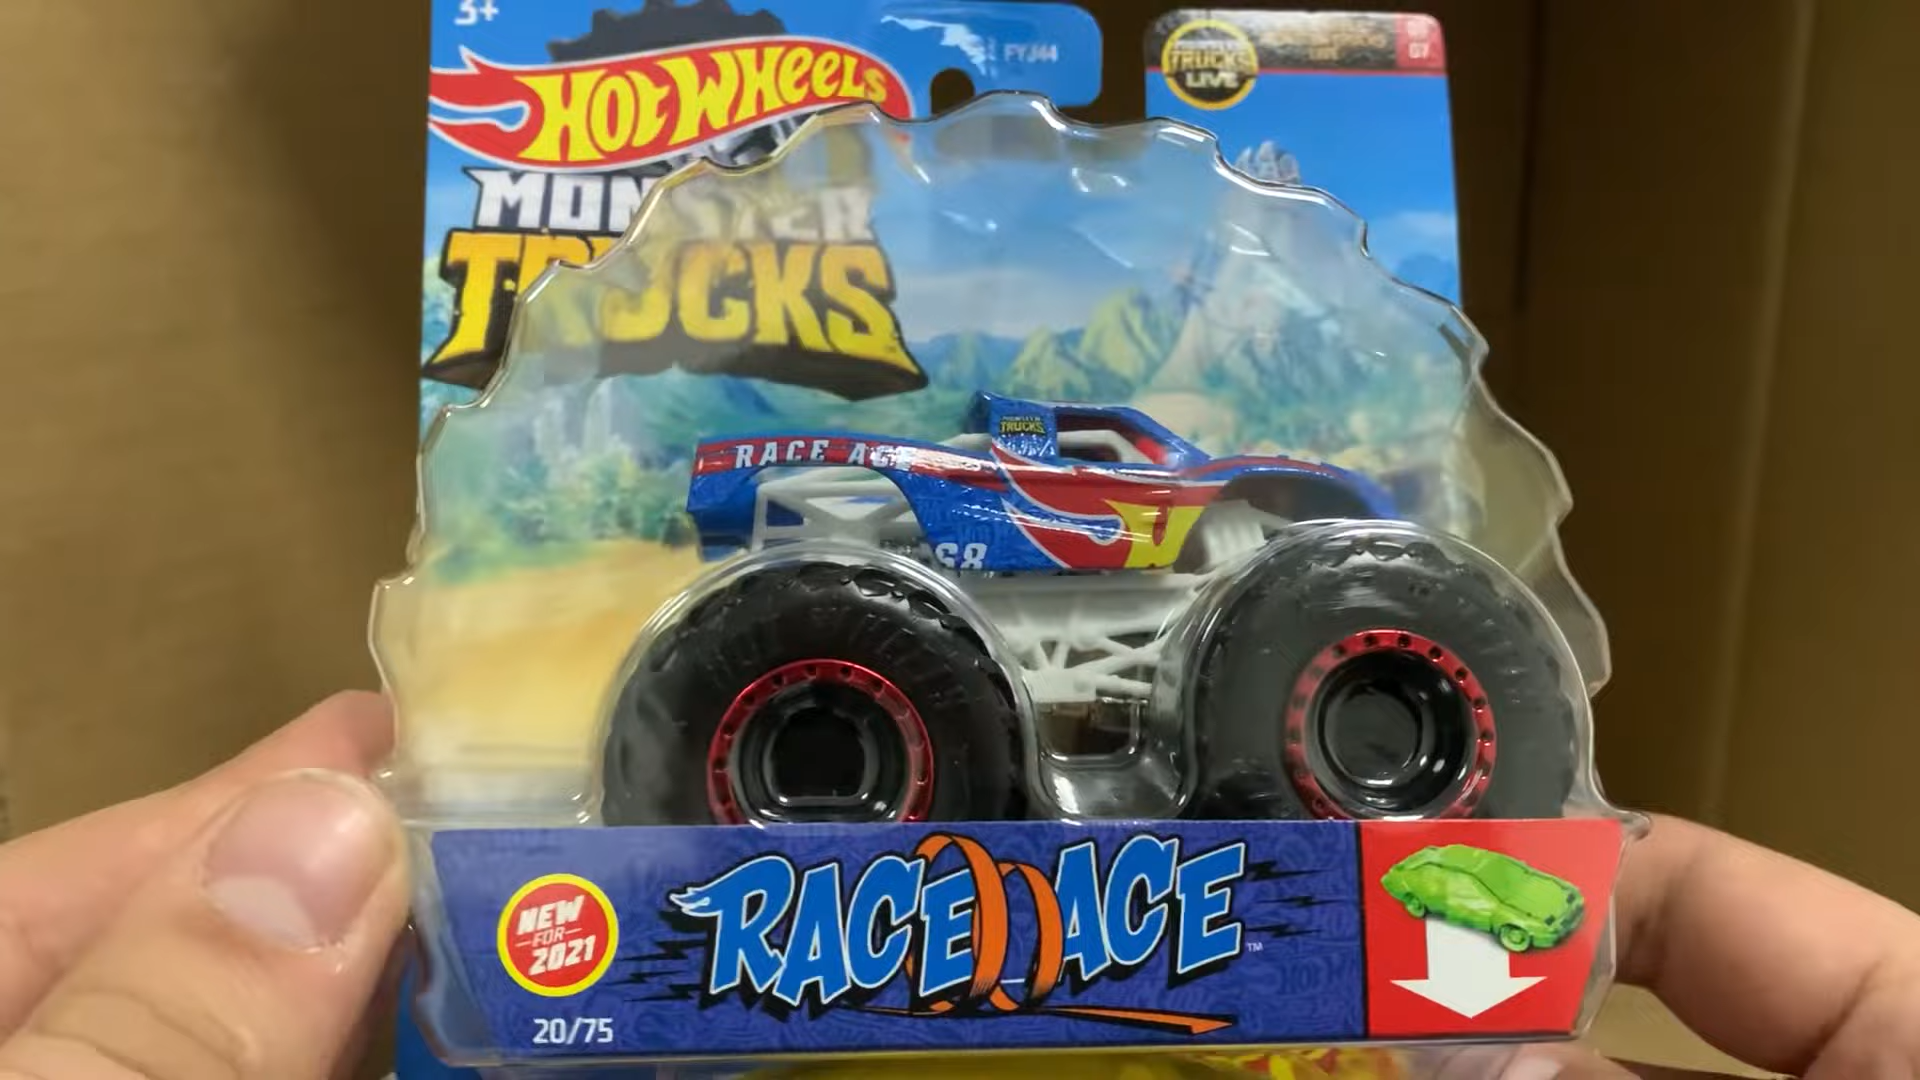 3+
HOT WHEELS
FYJ44
TRUCKS
LIVE
MONSTER
TRUCKS
MONSTER
TRUCKS
RACE ACE
68
RACE ACE™
NEW
FOR
2021
20/75